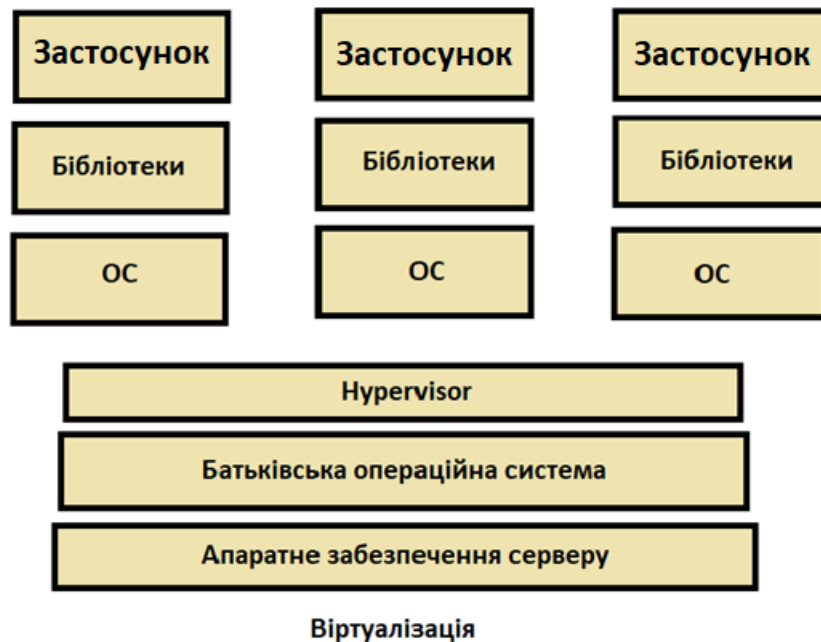 Застосунок Застосунок Застосунок
Бібліотеки Бібліотеки Бібліотеки
ОС ОС ОС
Hypervisor
Батьківська операційна система
Апаратне забезпечення серверу
Віртуалізація